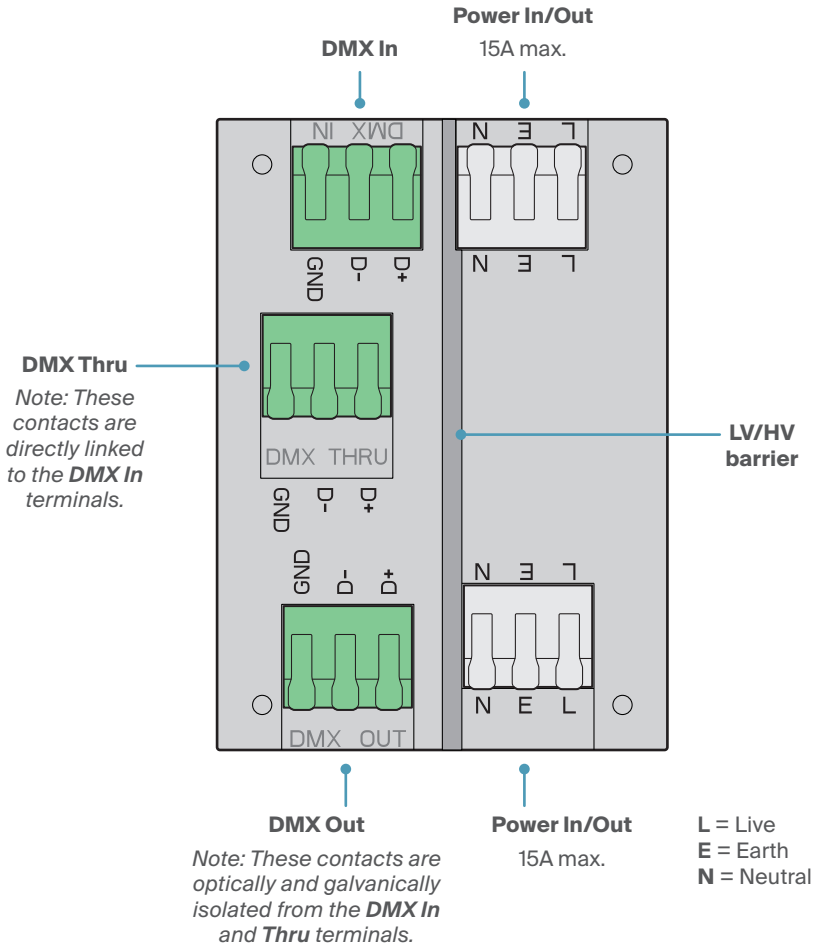 Power In/Out
15A max.
DMX In
DMX IN
N E L
GND D- D+
N E L
DMX Thru
Note: These
contacts are
directly linked
to the DMX In
terminals.
DMX THRU
GND D- D+
LV/HV
barrier
GND D- D+
N E L
N E L
DMX OUT
DMX Out
Note: These contacts are
optically and galvanically
isolated from the DMX In
and Thru terminals.
Power In/Out
15A max.
L = Live
E = Earth
N = Neutral